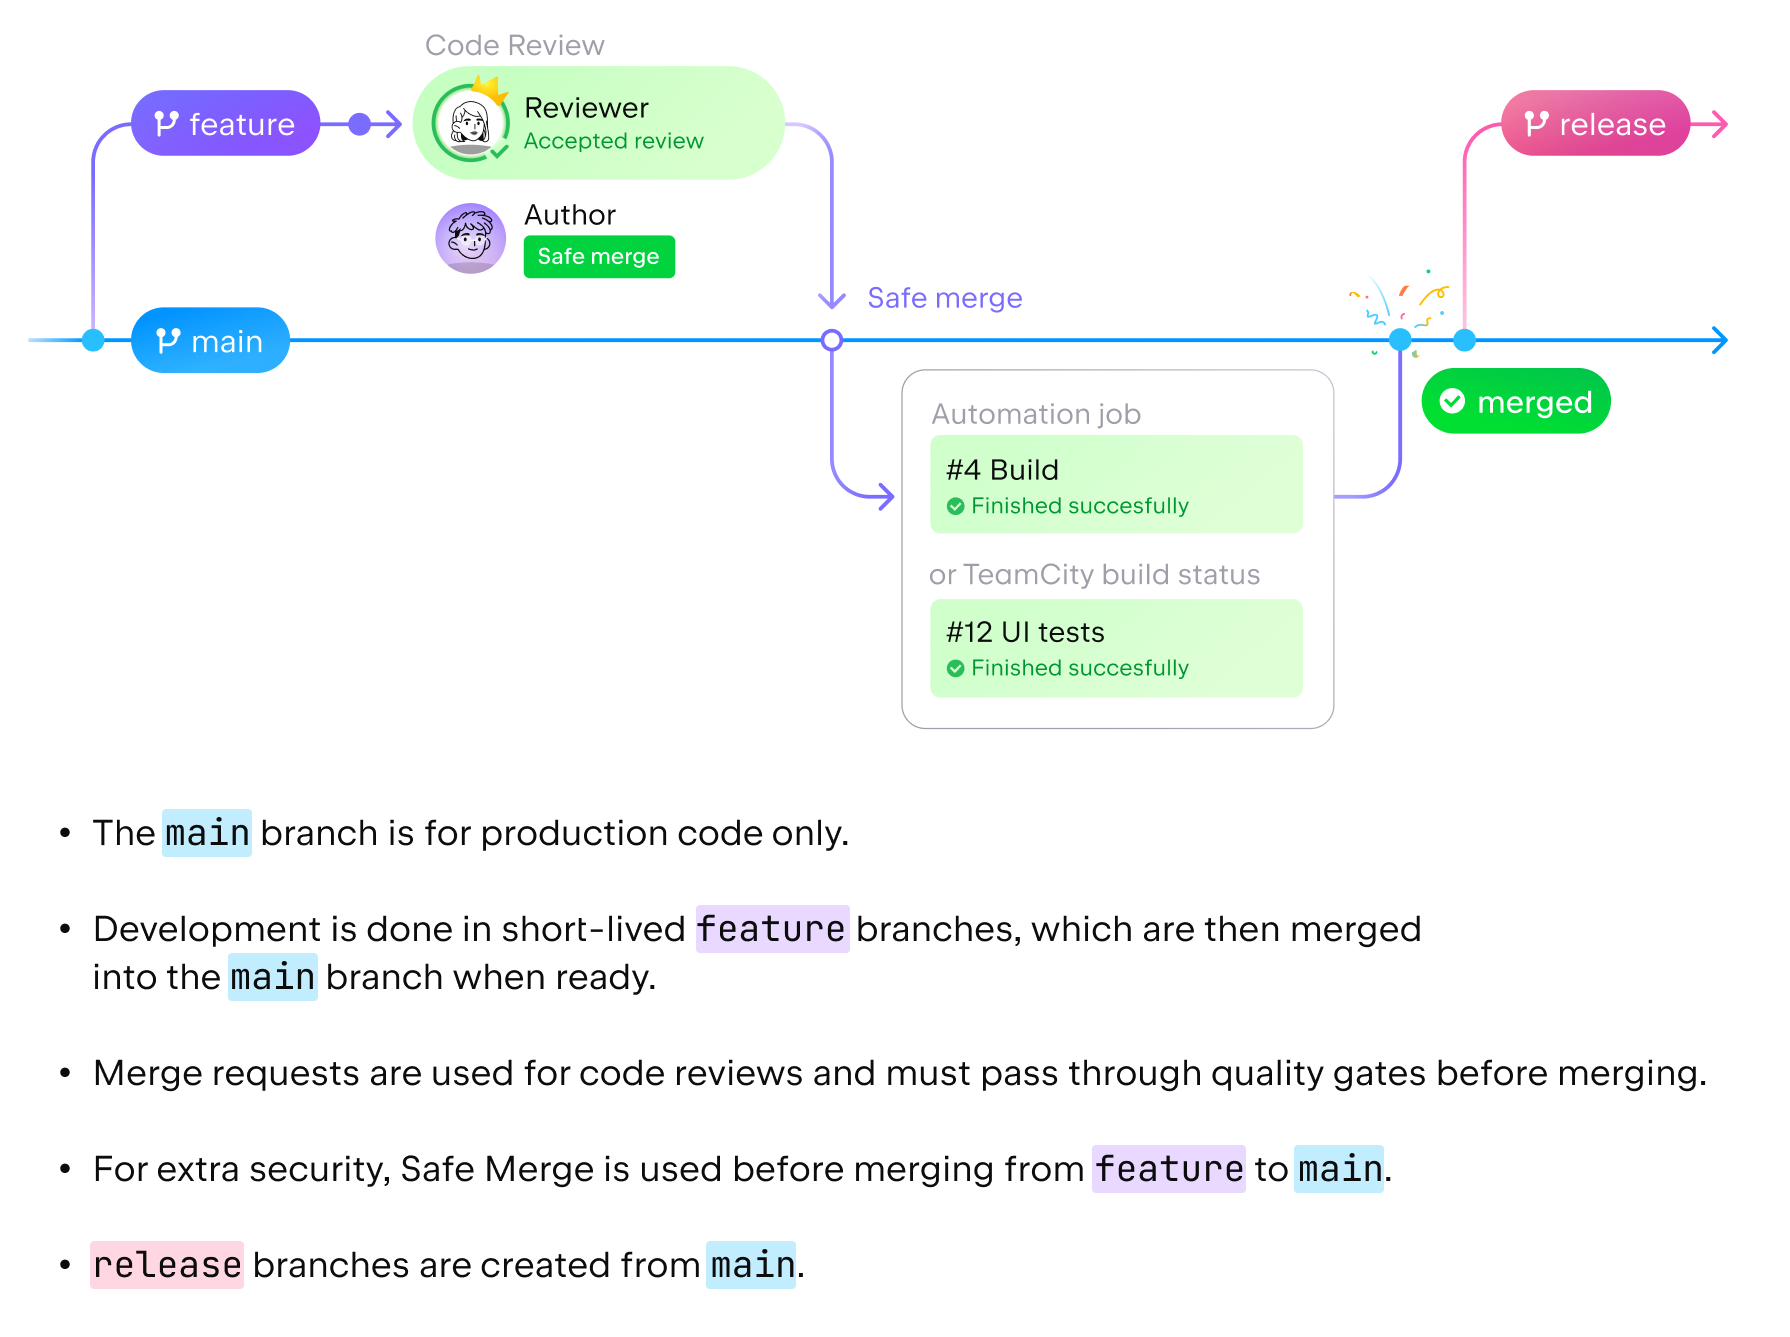 Code Review
feature
Reviewer
Accepted review
release
Author
Safe merge
Safe merge
main
merged
Automation job
#4 Build
Finished succesfully
or TeamCity build status
#12 UI tests
Finished succesfully
• The main branch is for production code only.
• Development is done in short-lived feature branches, which are then merged
into the main branch when ready.
• Merge requests are used for code reviews and must pass through quality gates before merging.
• For extra security, Safe Merge is used before merging from feature to main.
• release branches are created from main.